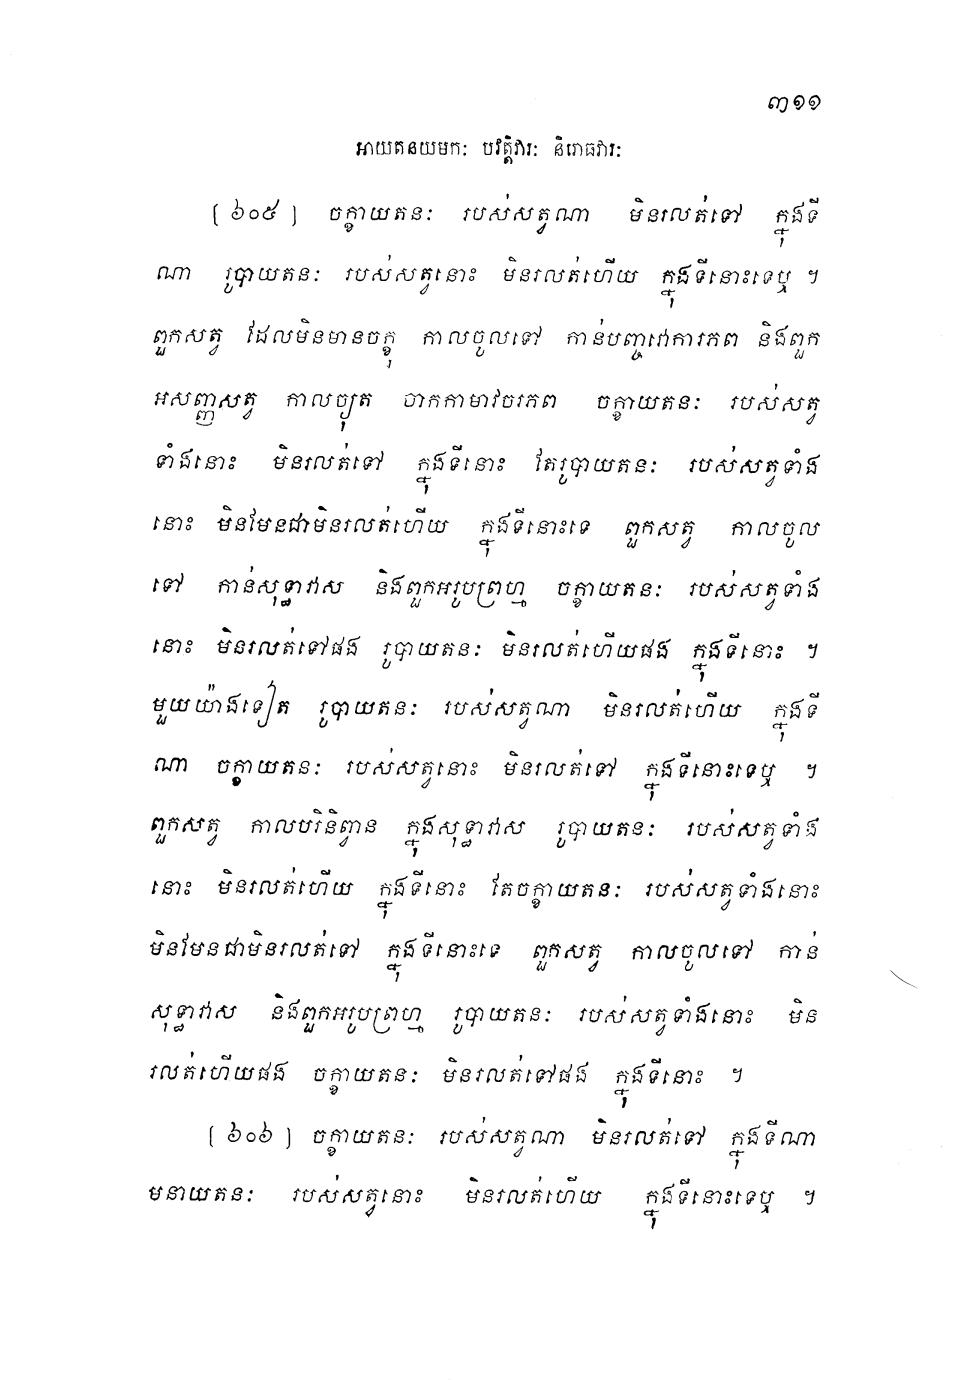 ៣១១
អាយតនយមកៈ បវត្តិវារៈ និរោធវារៈ
[ ៦០៥ ] ចក្ខាយតនៈ របស់សត្វណា មិនរលត់ទៅ ក្នុងទី
ណា រូបាយតនៈ របស់សត្វនោះ មិនរលត់ហើយ ក្នុងទីនោះទេឬ ។
ពួកសត្វ ដែលមិនមានចក្ខុ កាលចូលទៅ កាន់បញ្ចវោការភព និងពួក
អសញ្ញសត្វ កាលច្យុត ចាកកាមាវចរភព ចក្ខាយតនៈ របស់សត្វ
ទាំងនោះ មិនរលត់ទៅ ក្នុងទីនោះ តែរូបាយតនៈ របស់សត្វទាំង
នោះ មិនមែនជាមិនរលត់ហើយ ក្នុងទីនោះទេ ពួកសត្វ កាលចូល
ទៅ កាន់សុទ្ធាវាស និងពួកអរូបព្រហ្ម ចក្ខាយតនៈ របស់សត្វទាំង
នោះ មិនរលត់ទៅផង រូបាយតនៈ មិនរលត់ហើយផង ក្នុងទីនោះ ។
មួយយ៉ាងទៀត រូបាយតនៈ របស់សត្វណា មិនរលត់ហើយ ក្នុងទី
ណា ចក្ខាយតនៈ របស់សត្វនោះ មិនរលត់ទៅ ក្នុងទីនោះទេឬ ។
ពួកសត្វ កាលបរិនិព្វាន ក្នុងសុទ្ធាវាស រូបាយតនៈ របស់សត្វទាំង
នោះ មិនរលត់ហើយ ក្នុងទីនោះ តែចក្ខាយតនៈ របស់សត្វទាំងនោះ
មិនមែនជាមិនរលត់ទៅ ក្នុងទីនោះទេ ពួកសត្វ កាលចូលទៅ កាន់
សុទ្ធាវាស និងពួកអរូបព្រហ្ម រូបាយតនៈ របស់សត្វទាំងនោះ មិន
រលត់ហើយផង ចក្ខាយតនៈ មិនរលត់ទៅផង ក្នុងទីនោះ ។
[ ៦០៦ ] ចក្ខាយតនៈ របស់សត្វណា មិនរលត់ទៅ ក្នុងទីណា
មនាយតនៈ របស់សត្វនោះ មិនរលត់ហើយ ក្នុងទីនោះទេឬ ។